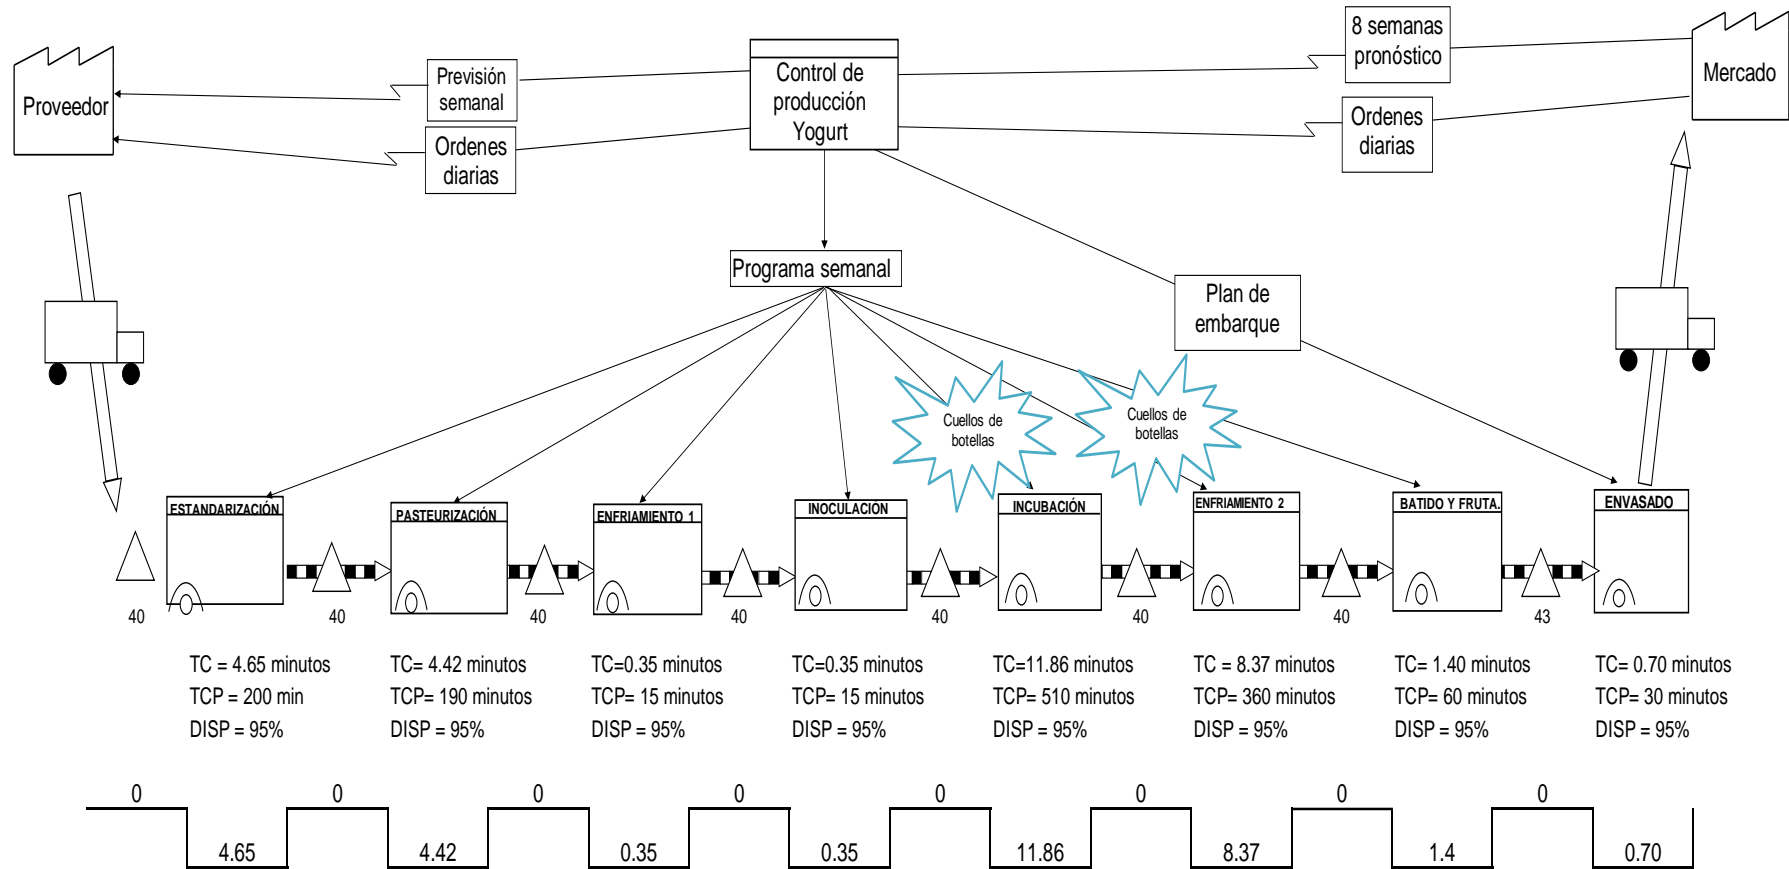 Proveedor
Previsión
semanal
Ordenes
diarias
Control de
producción
Yogurt
8 semanas
pronóstico
Ordenes
diarias
Mercado
Programa semanal
Plan de
embarque
Cuellos de
botellas
Cuellos de
botellas
ESTANDARIZACIÓN
PASTEURIZACIÓN
ENFRIAMIENTO 1
INOCULACIÓN
INCUBACIÓN
ENFRIAMIENTO 2
BATIDO Y FRUTA.
ENVASADO
40
40
40
40
40
40
40
43
TC = 4.65 minutos
TCP = 200 min
DISP = 95%
TC= 4.42 minutos
TCP= 190 minutos
DISP = 95%
TC=0.35 minutos
TCP= 15 minutos
DISP = 95%
TC=0.35 minutos
TCP= 15 minutos
DISP = 95%
TC=11.86 minutos
TCP= 510 minutos
DISP = 95%
TC = 8.37 minutos
TCP= 360 minutos
DISP = 95%
TC= 1.40 minutos
TCP= 60 minutos
DISP = 95%
TC= 0.70 minutos
TCP= 30 minutos
DISP = 95%
0
0
0
0
0
0
0
0
4.65
4.42
0.35
0.35
11.86
8.37
1.4
0.70